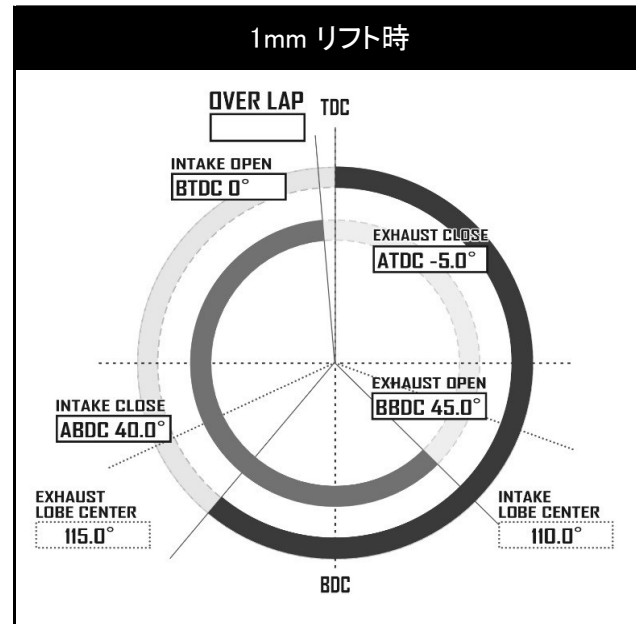 1mm リフト時
OVER LAP
TDC
INTAKE OPEN
BTDC 0°
EXHAUST CLOSE
ATDC -5.0°
EXHAUST OPEN
BBDC 45.0°
INTAKE CLOSE
ABDC 40.0°
EXHAUST
LOBE CENTER
115.0°
INTAKE
LOBE CENTER
110.0°
BDC